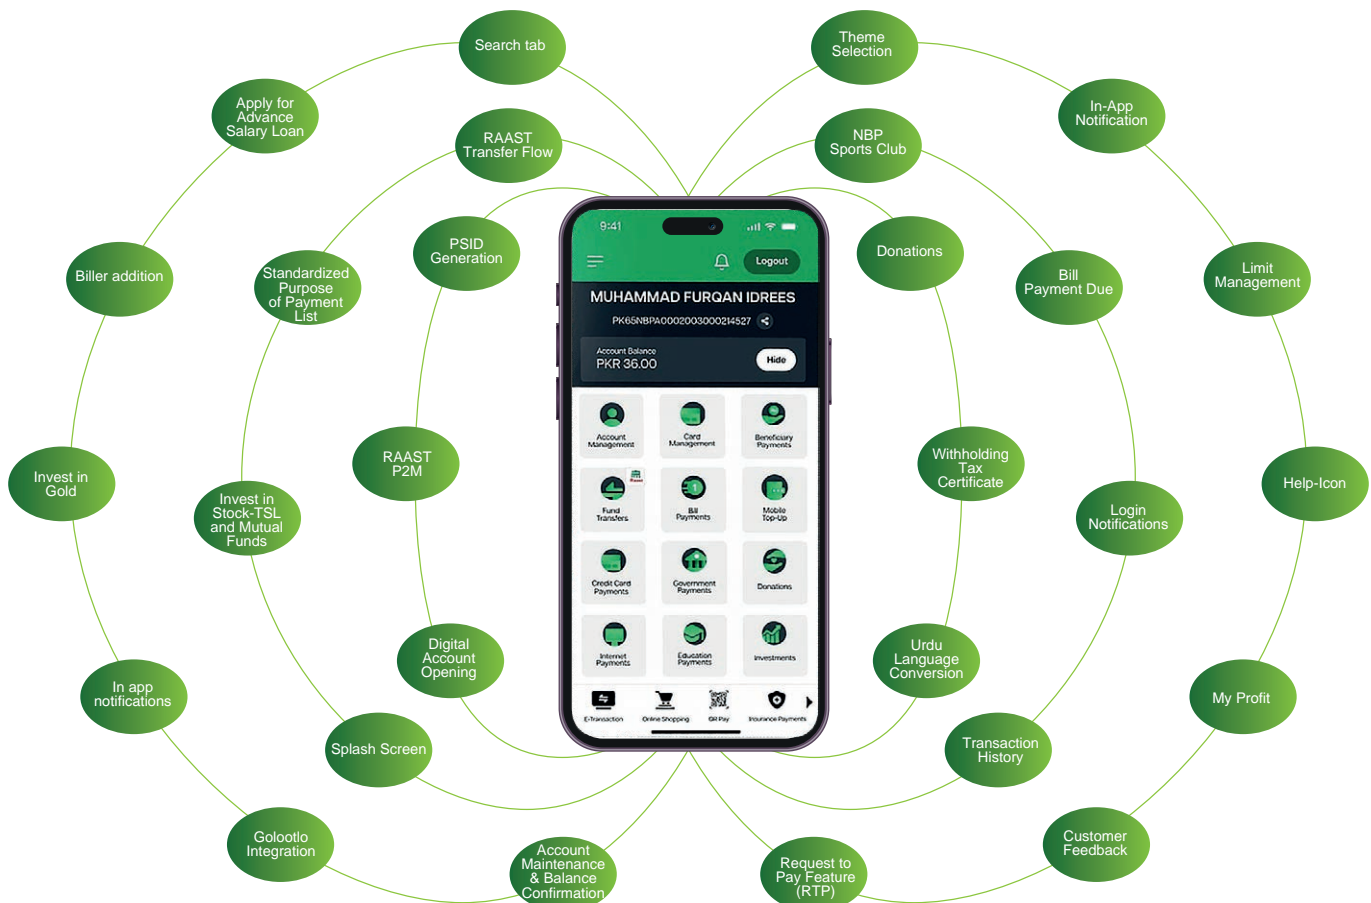 Search tab
Theme
Selection
Apply for
Advance
Salary Loan
In-App
Notification
RAAST
Transfer Flow
NBP
Sports Club
PSID
Generation
Donations
Biller addition
Standardized
Purpose
of Payment
List
Bill
Payment Due
Limit
Management
9:41
Logout
MUHAMMAD FURQAN IDREES
PK65NBPA0002003000214527
Account Balance
PKR 36.00
Hide
Account
Management
Card
Management
Beneficiary
Payments
Fund
Transfers
Raast
Bill
Payments
Mobile
Top-Up
Credit Card
Payments
Government
Payments
Donations
Internet
Payments
Education
Payments
Investments
E-Transaction
Online Shopping
QR Pay
Insurance Payments
RAAST
P2M
Withholding
Tax
Certificate
Invest in
Gold
Invest in
Stock-TSL
and Mutual
Funds
Login
Notifications
Help-Icon
Digital
Account
Opening
Urdu
Language
Conversion
In app
notifications
My Profit
Splash Screen
Transaction
History
Golootlo
Integration
Account
Maintenance
& Balance
Confirmation
Request to
Pay Feature
(RTP)
Customer
Feedback